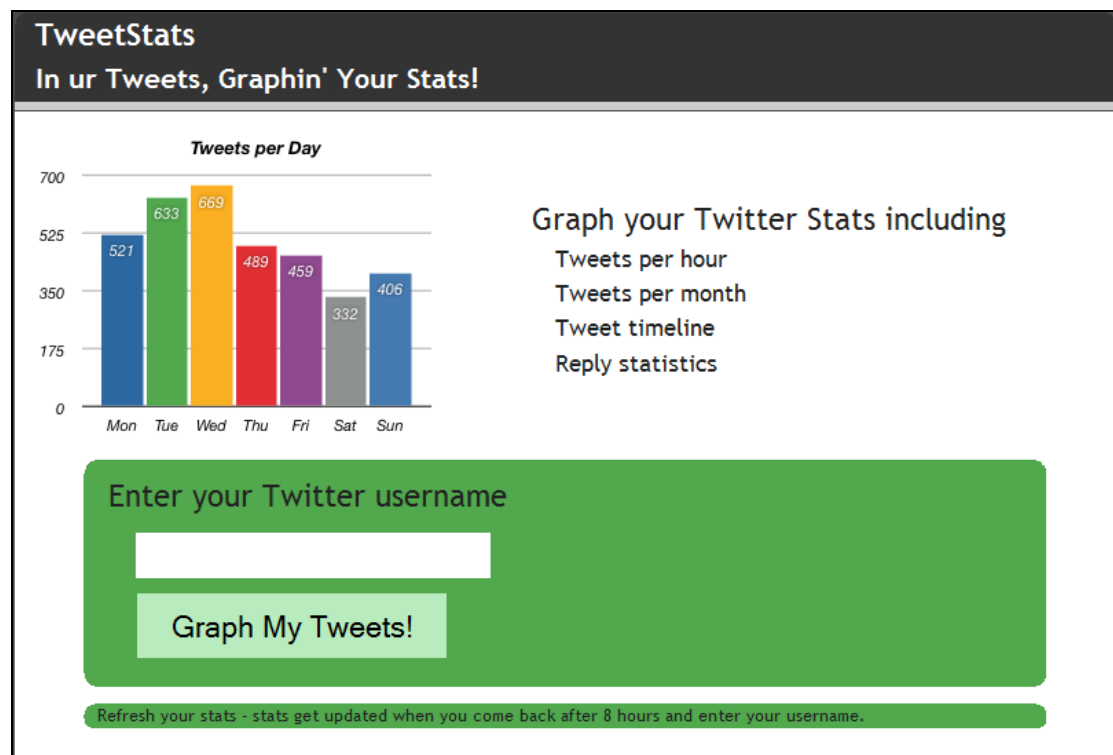 TweetStats
In ur Tweets, Graphin' Your Stats!
Tweets per Day
700
525
350
175
0
521
633
669
489
459
332
406
Mon Tue Wed Thu Fri Sat Sun
Graph your Twitter Stats including
Tweets per hour
Tweets per month
Tweet timeline
Reply statistics
Enter your Twitter username
Graph My Tweets!
Refresh your stats - stats get updated when you come back after 8 hours and enter your username.